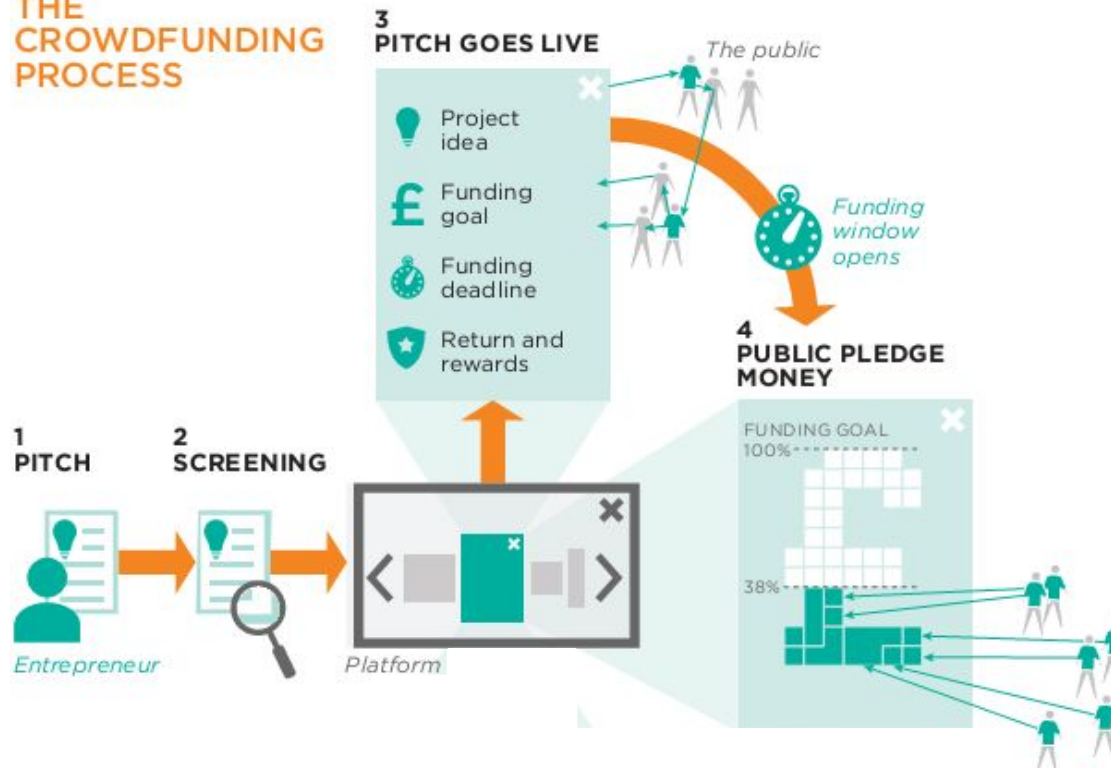 THE
CROWDFUNDING
PROCESS
3
PITCH GOES LIVE
The public
Project
idea
£
Funding
goal
Funding
deadline
Return and
rewards
Funding
window
opens
4
PUBLIC PLEDGE
MONEY
FUNDING GOAL
100%
38%
1
PITCH
2
SCREENING
Entrepreneur
Platform